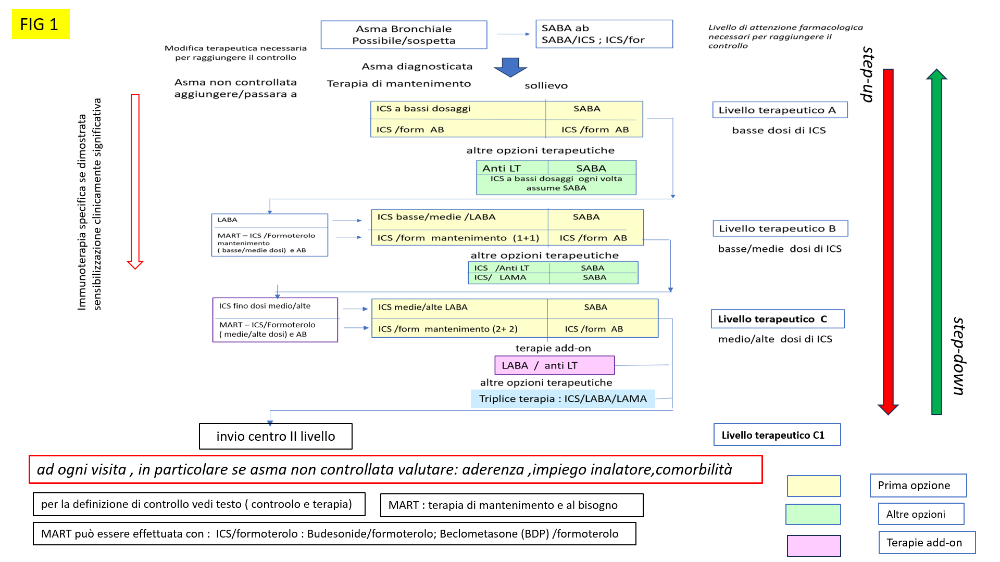 FIG 1
Asma Bronchiale
Possibile/sospetta
SABA ab
SABA/ICS ; ICS/for
Livello di attenzione farmacologica
necessari per raggiungere il
controllo
Modifica terapeutica necessaria
per raggiungere il controllo
Asma diagnosticata
Terapia di mantenimento
sollievo
Asma non controllata
aggiungere/passara a
step-up
step-down
Immunoterapia specifica se dimostrata
sensibilizzazione clinicamente significativa
ICS a bassi dosaggi SABA
ICS /form AB ICS /form AB
Livello terapeutico A
basse dosi di ICS
altre opzioni terapeutiche
Anti LT SABA
ICS a bassi dosaggi ogni volta
assume SABA
LABA
MART – ICS /Formoterolo
mantenimento
( basse/medie dosi) e AB
ICS basse/medie /LABA SABA
ICS /form mantenimento (1+1) ICS /form AB
Livello terapeutico B
basse/medie dosi di ICS
altre opzioni terapeutiche
ICS /Anti LT SABA
ICS/ LAMA SABA
ICS fino dosi medio/alte
MART – ICS/Formoterolo
( medie/alte dosi) e AB
ICS medie/alte LABA SABA
ICS /form mantenimento (2+ 2) ICS /form AB
Livello terapeutico C
medio/alte dosi di ICS
terapie add-on
LABA / anti LT
altre opzioni terapeutiche
Triplice terapia : ICS/LABA/LAMA
invio centro II livello
Livello terapeutico C1
ad ogni visita , in particolare se asma non controllata valutare: aderenza ,impiego inalatore,comorbilità
per la definizione di controllo vedi testo ( controolo e terapia)
MART : terapia di mantenimento e al bisogno
MART può essere effettuata con : ICS/formoterolo : Budesonide/formoterolo; Beclometasone (BDP) /formoterolo
Prima opzione
Altre opzioni
Terapie add-on